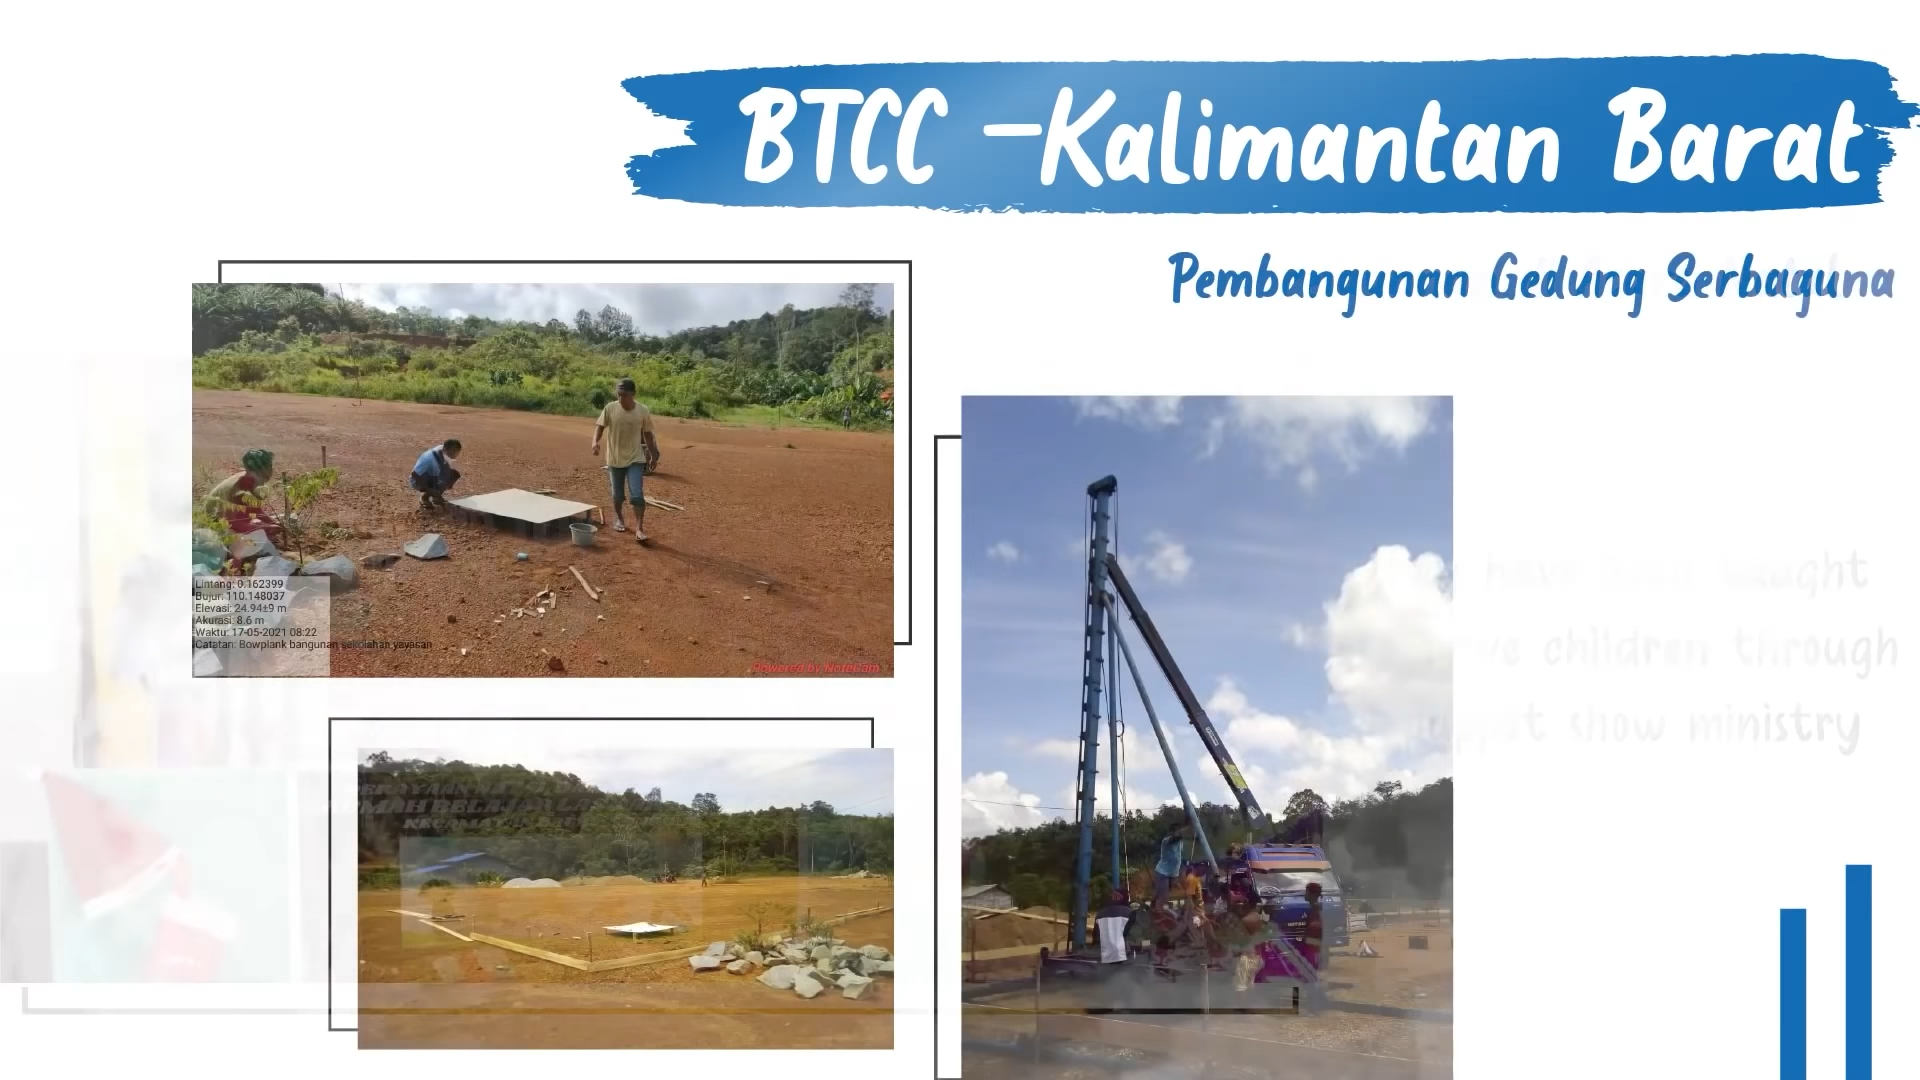 BTCC –Kalimantan Barat
Pembangunan Gedung Serbaguna
Lintang: 0.162399
Bujur: 110.148037
Elevasi: 24.94±9 m
Akurasi: 8.6 m
Waktu: 17-05-2021 08:22
Catatan: Bowplank bangunan sekolahan yayasan
Powered by NoteCam
have taught
children through
show ministry